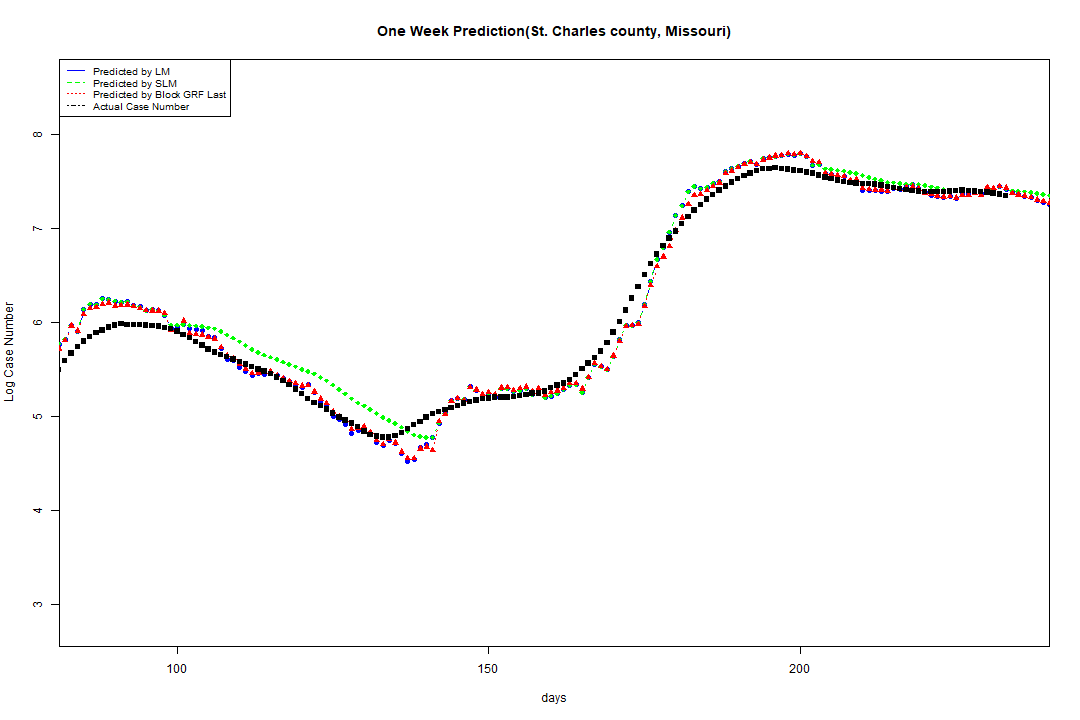 One Week Prediction(St. Charles county, Missouri)
Predicted by LM
Predicted by SLM
Predicted by Block GRF Last
Actual Case Number
8
7
6
5
4
3
Log Case Number
100 150 200
days